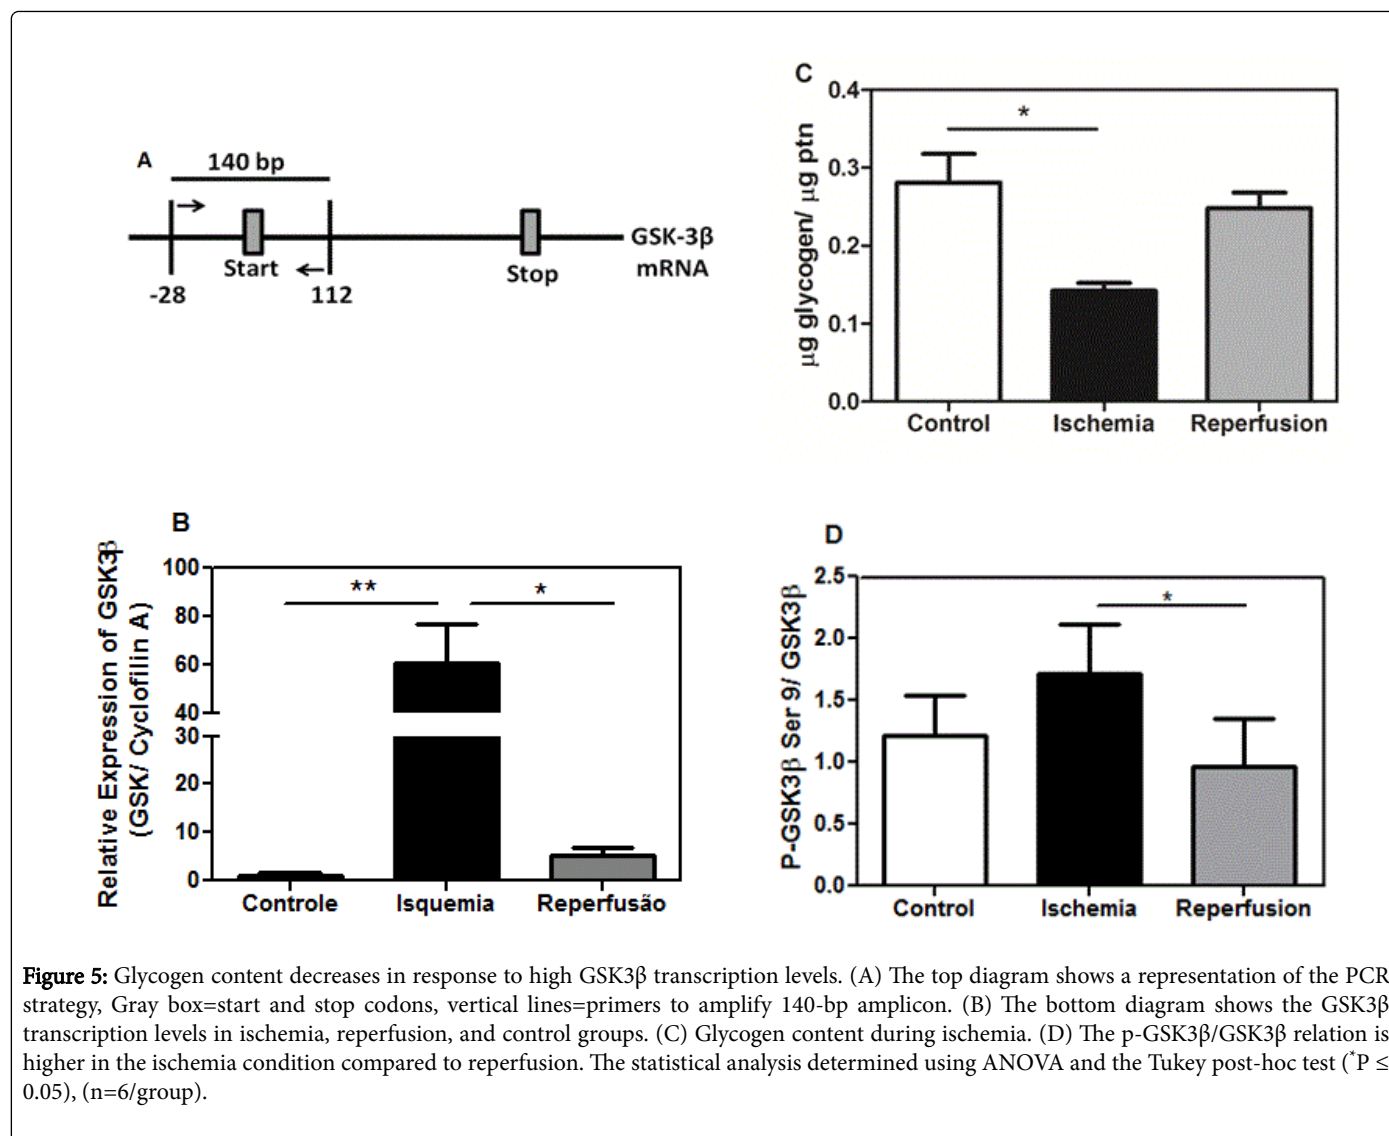 A
140 bp
Start
Stop
GSK-3β
mRNA
-28
112
C
μg glycogen/ μg ptn
0.4
0.3
0.2
0.1
0.0
*
Control Ischemia Reperfusion
B
Relative Expression of GSK3β
(GSK/ Cyclofilin A)
100
80
60
40
30
20
10
0
** *
Controle Isquemia Reperfusão
D
P-GSK3β Ser 9/ GSK3β
2.5
2.0
1.5
1.0
0.5
0.0
*
Control Ischemia Reperfusion
Figure 5: Glycogen content decreases in response to high GSK3β transcription levels. (A) The top diagram shows a representation of the PCR
strategy, Gray box=start and stop codons, vertical lines=primers to amplify 140-bp amplicon. (B) The bottom diagram shows the GSK3β
transcription levels in ischemia, reperfusion, and control groups. (C) Glycogen content during ischemia. (D) The p-GSK3β/GSK3β relation is
higher in the ischemia condition compared to reperfusion. The statistical analysis determined using ANOVA and the Tukey post-hoc test (*P ≤
0.05), (n=6/group).